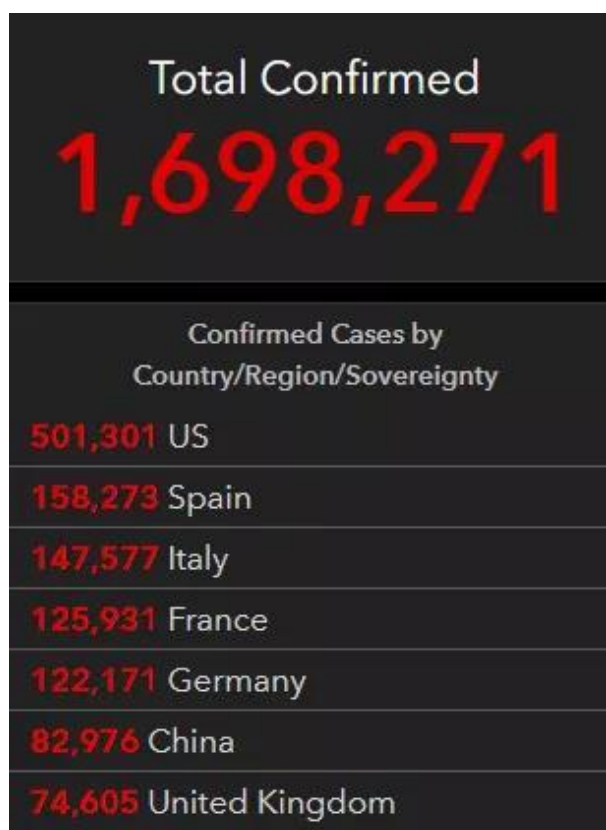 Total Confirmed
1,698,271
Confirmed Cases by
Country/Region/Sovereignty
501,301 US
158,273 Spain
147,577 Italy
125,931 France
122,171 Germany
82,976 China
74,605 United Kingdom